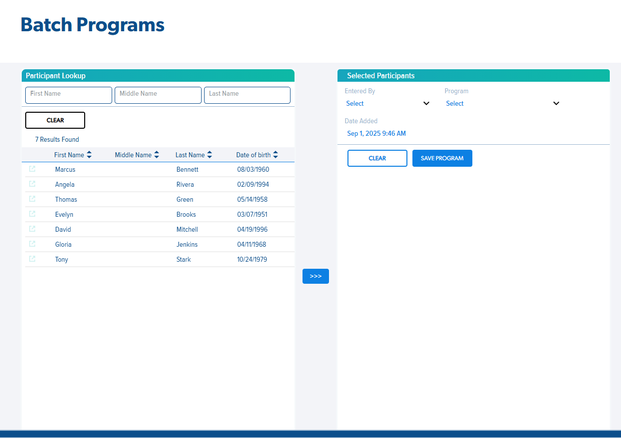 Batch Programs
Participant Lookup
First Name Middle Name Last Name
CLEAR
7 Results Found
First Name Middle Name Last Name Date of birth
Marcus Bennett 08/03/1960
Angela Rivera 02/09/1994
Thomas Green 05/14/1958
Evelyn Brooks 03/07/1951
David Mitchell 04/19/1996
Gloria Jenkins 04/11/1968
Tony Stark 10/24/1979
>>>
Selected Participants
Entered By Program
Select Select
Date Added
Sep 1, 2025 9:46 AM
CLEAR SAVE PROGRAM